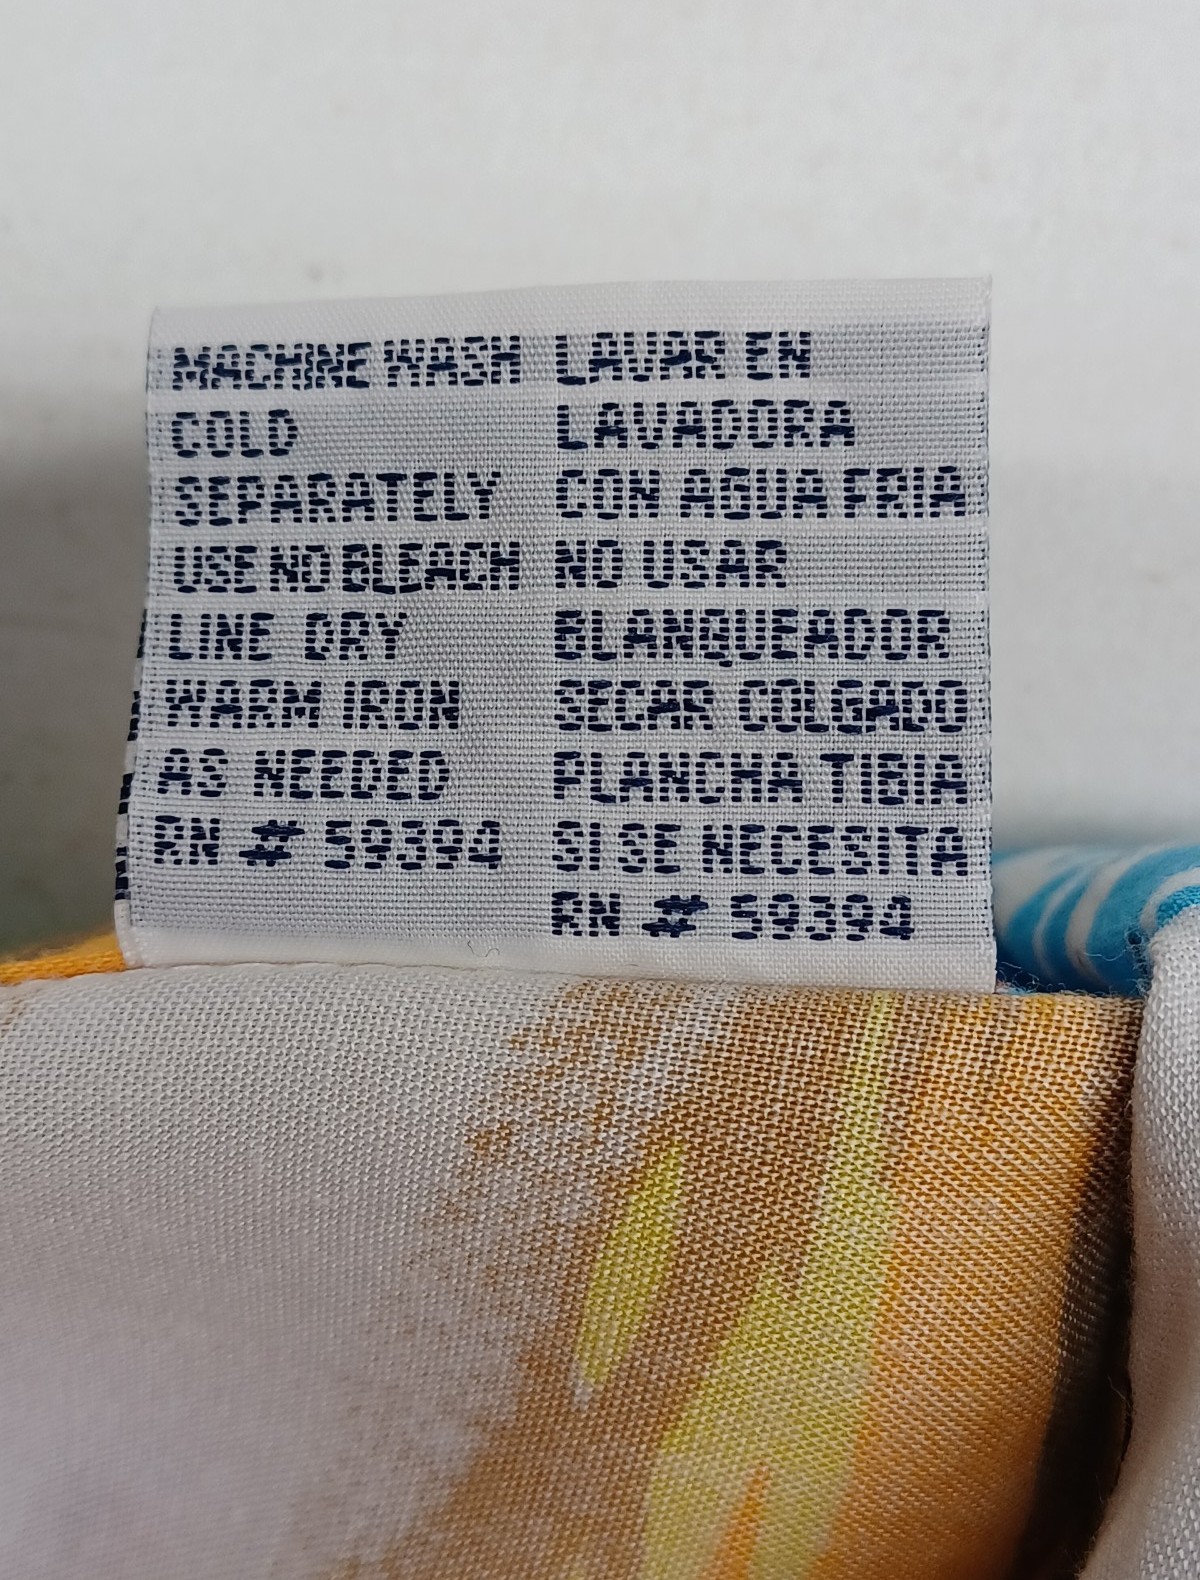 MACHINE WASH
COLD
SEPARATELY
USE NO BLEACH
LINE DRY
WARM IRON
AS NEEDED
RN # 59394
LAVAR EN
LAVADORA
CON AGUA FRIA
NO USAR
BLANQUEADOR
SECAR COLGADO
PLANCHA TIBIA
SI SE NECESITA
RN # 59394